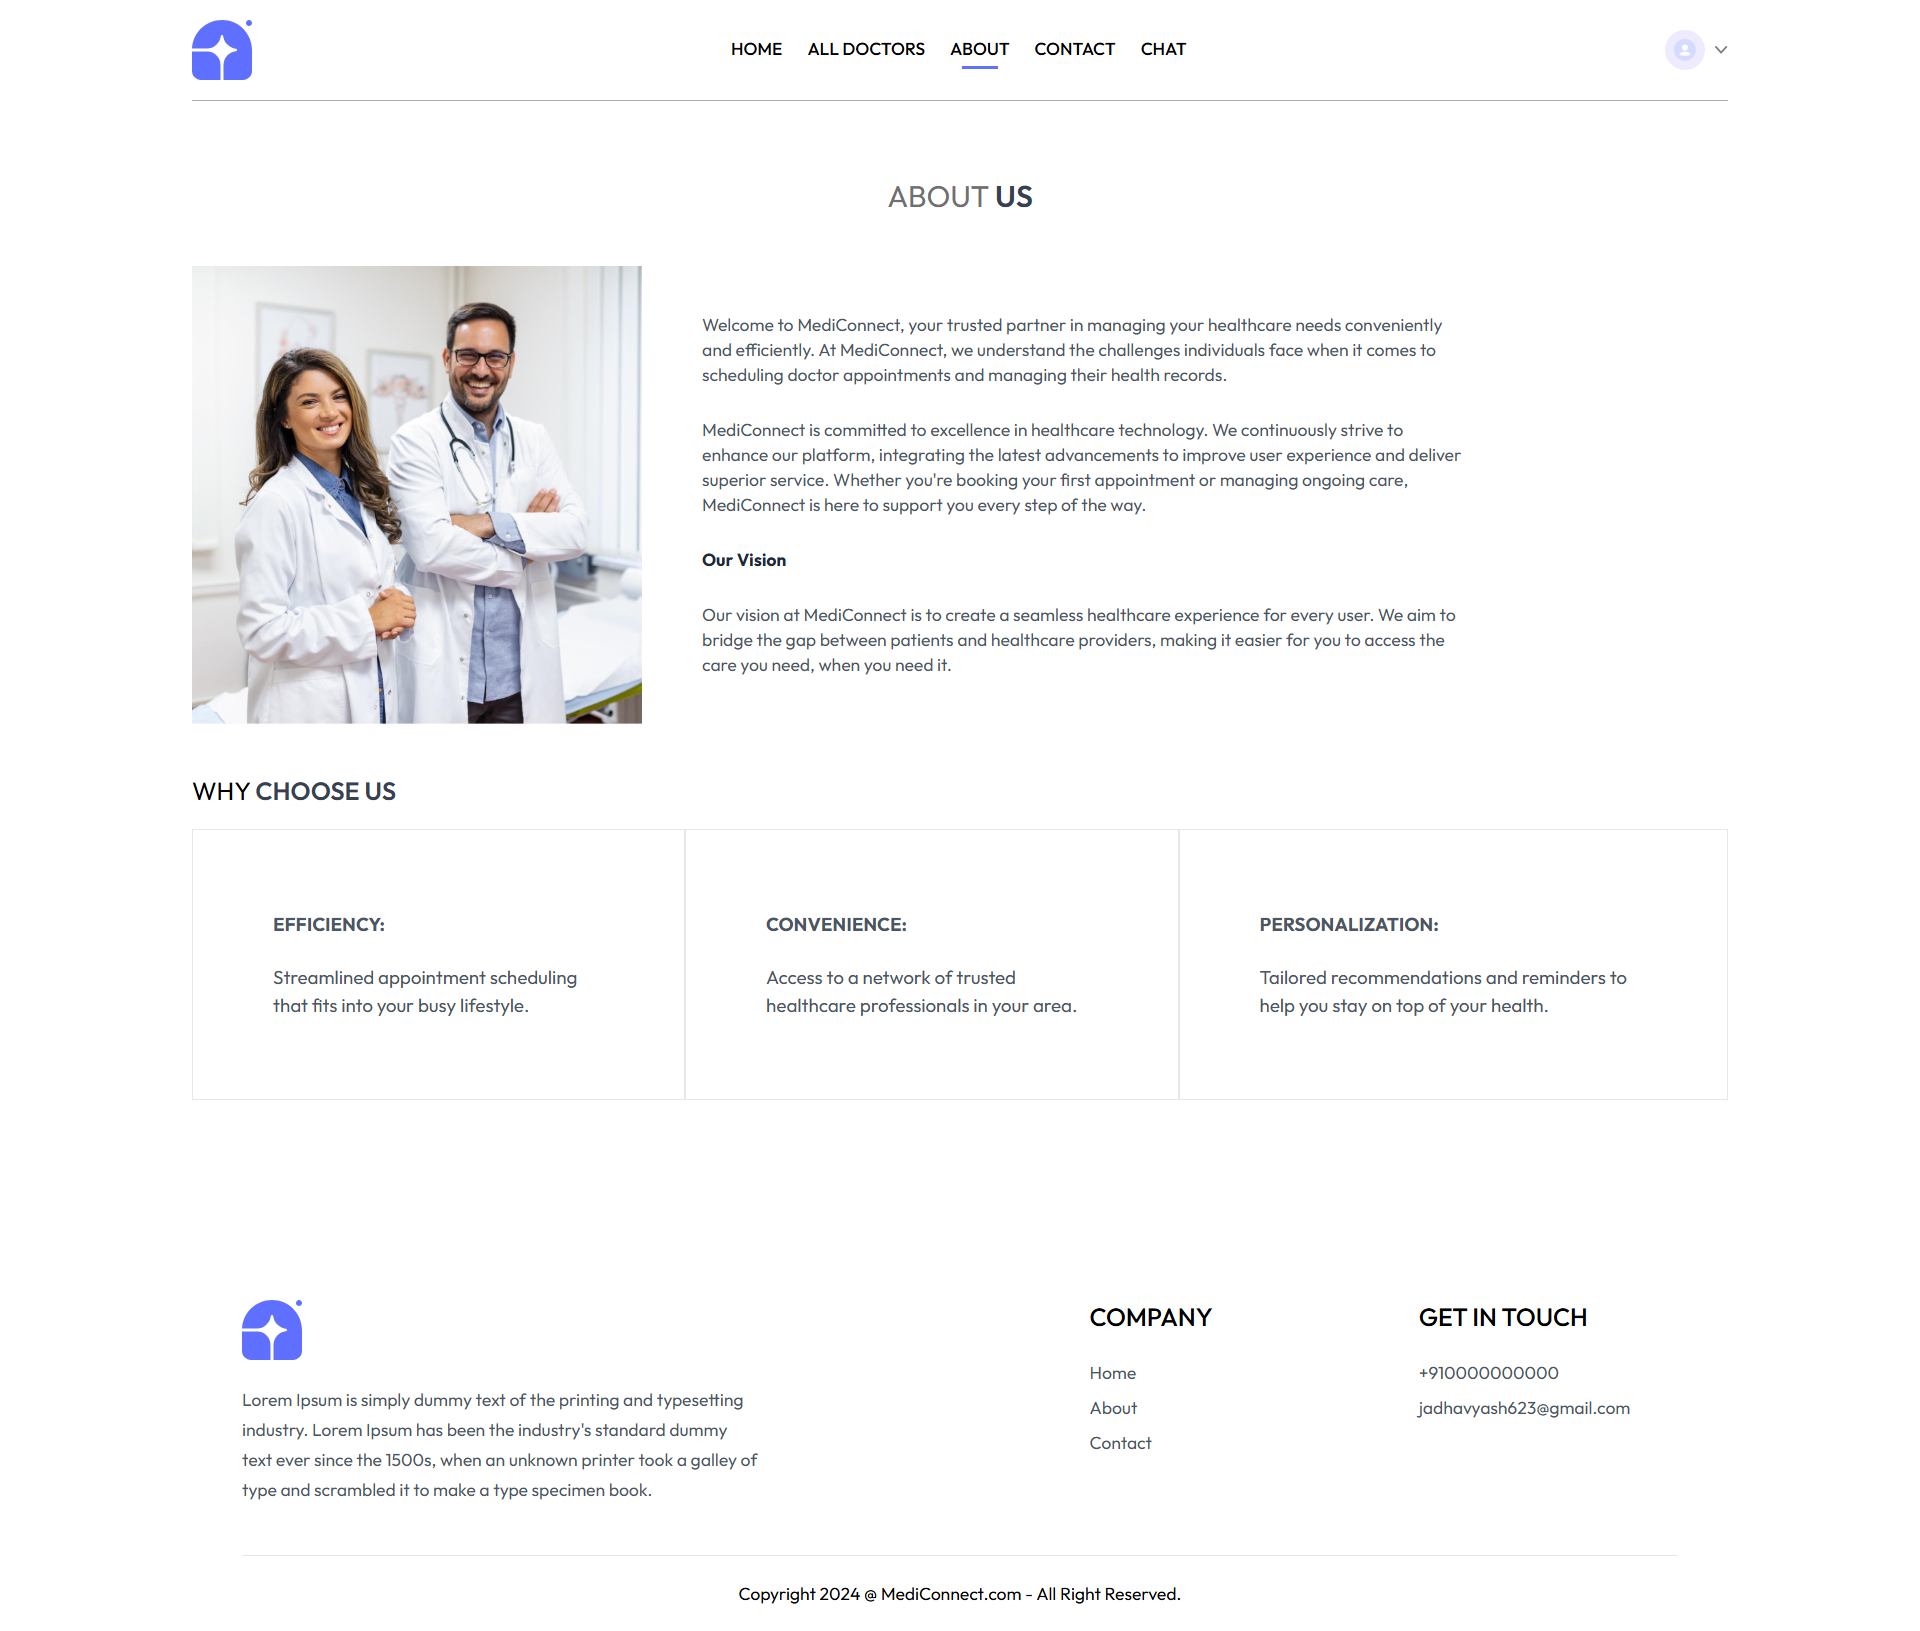 HOME ALL DOCTORS ABOUT CONTACT CHAT
ABOUT US
Welcome to MediConnect, your trusted partner in managing your healthcare needs conveniently
and efficiently. At MediConnect, we understand the challenges individuals face when it comes to
scheduling doctor appointments and managing their health records.
MediConnect is committed to excellence in healthcare technology. We continuously strive to
enhance our platform, integrating the latest advancements to improve user experience and deliver
superior service. Whether you're booking your first appointment or managing ongoing care,
MediConnect is here to support you every step of the way.
Our Vision
Our vision at MediConnect is to create a seamless healthcare experience for every user. We aim to
bridge the gap between patients and healthcare providers, making it easier for you to access the
care you need, when you need it.
WHY CHOOSE US
EFFICIENCY:
Streamlined appointment scheduling
that fits into your busy lifestyle.
CONVENIENCE:
Access to a network of trusted
healthcare professionals in your area.
PERSONALIZATION:
Tailored recommendations and reminders to
help you stay on top of your health.
Lorem Ipsum is simply dummy text of the printing and typesetting
industry. Lorem Ipsum has been the industry's standard dummy
text ever since the 1500s, when an unknown printer took a galley of
type and scrambled it to make a type specimen book.
COMPANY
Home
About
Contact
GET IN TOUCH
+910000000000
jadhavyash623@gmail.com
Copyright 2024 @ MediConnect.com - All Right Reserved.